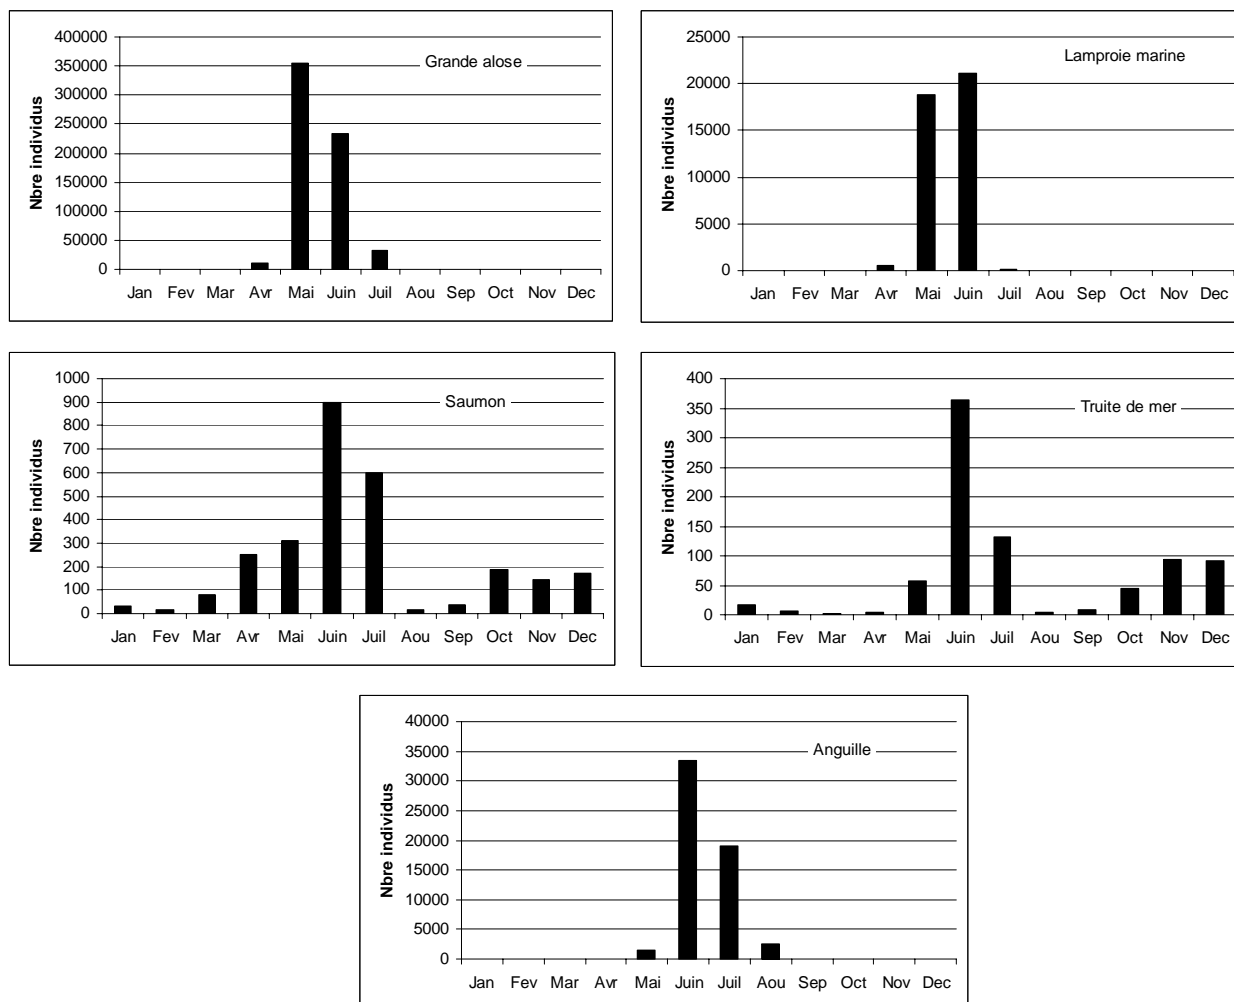 Grande alose
Nbre individus
400000
350000
300000
250000
200000
150000
100000
50000
0
Jan Fev Mar Avr Mai Juin Juil Aou Sep Oct Nov Dec
Lamproie marine
Nbre individus
25000
20000
15000
10000
5000
0
Jan Fev Mar Avr Mai Juin Juil Aou Sep Oct Nov Dec
Saumon
Nbre individus
1000
900
800
700
600
500
400
300
200
100
0
Jan Fev Mar Avr Mai Juin Juil Aou Sep Oct Nov Dec
Truite de mer
Nbre individus
400
350
300
250
200
150
100
50
0
Jan Fev Mar Avr Mai Juin Juil Aou Sep Oct Nov Dec
Anguille
Nbre individus
40000
35000
30000
25000
20000
15000
10000
5000
0
Jan Fev Mar Avr Mai Juin Juil Aou Sep Oct Nov Dec